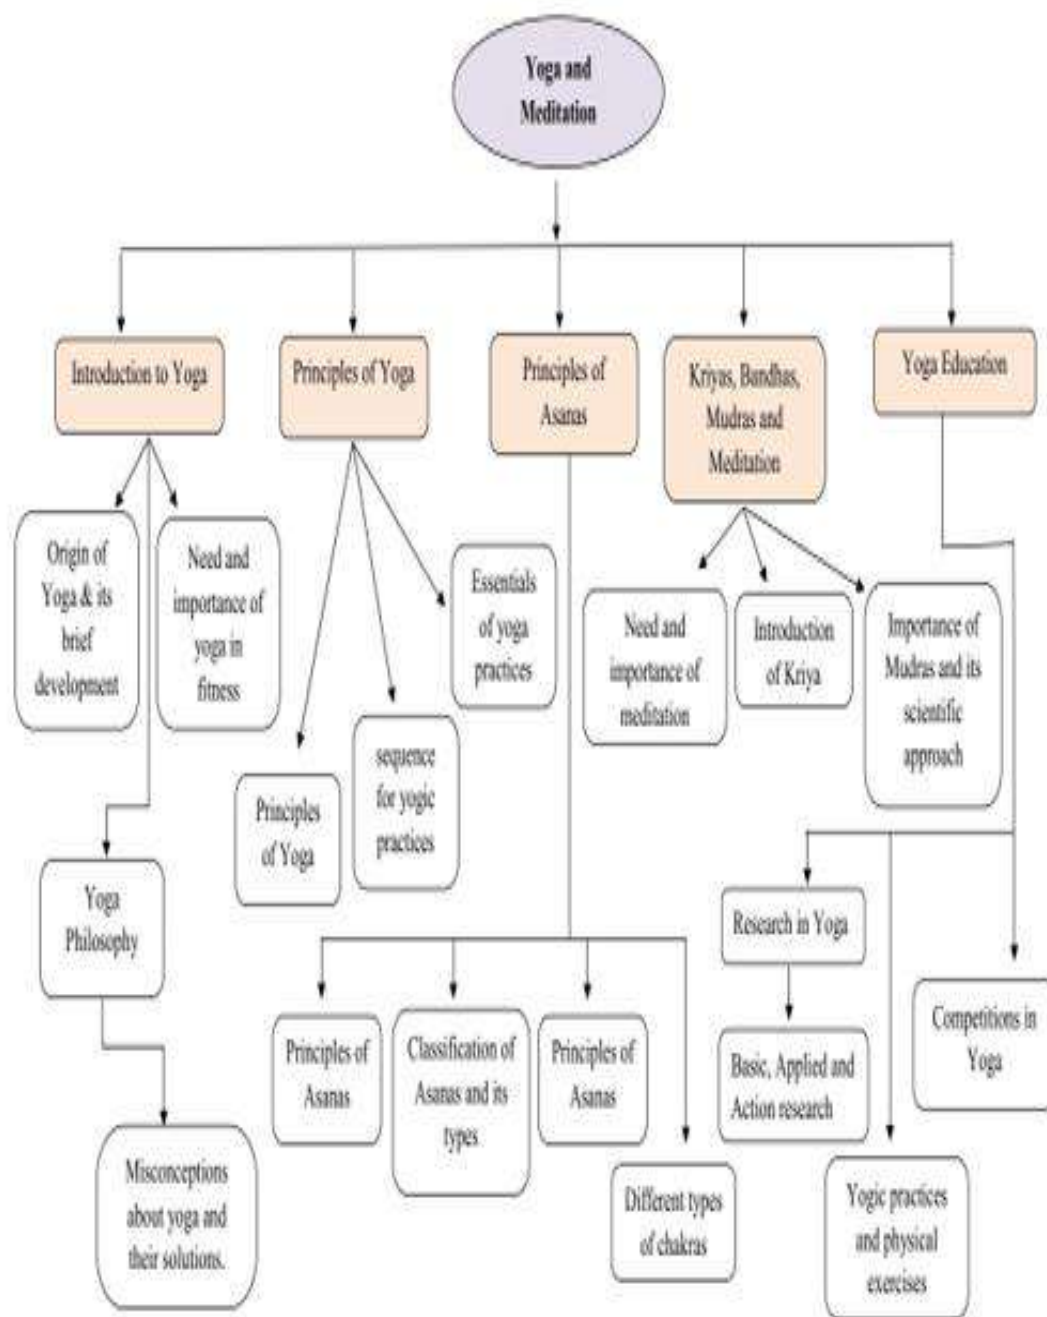 Yoga and
Meditation
Introduction to Yoga
Principles of Yoga
Principles of
Asanas
Kriyas, Bandhas,
Mudras and
Meditation
Yoga Education
Origin of
Yoga & its
brief
development
Need and
importance of
yoga in
fitness
Essentials
of yoga
practices
Need and
importance of
meditation
Introduction
of Kriya
Importance of
Mudras and its
scientific
approach
Principles
of Yoga
sequence
for yogic
practices
Yoga
Philosophy
Research in Yoga
Principles of
Asanas
Classification of
Asanas and its
types
Principles of
Asanas
Basic, Applied and
Action research
Competitions in
Yoga
Misconceptions
about yoga and
their solutions.
Different types
of chakras
Yogic practices
and physical
exercises